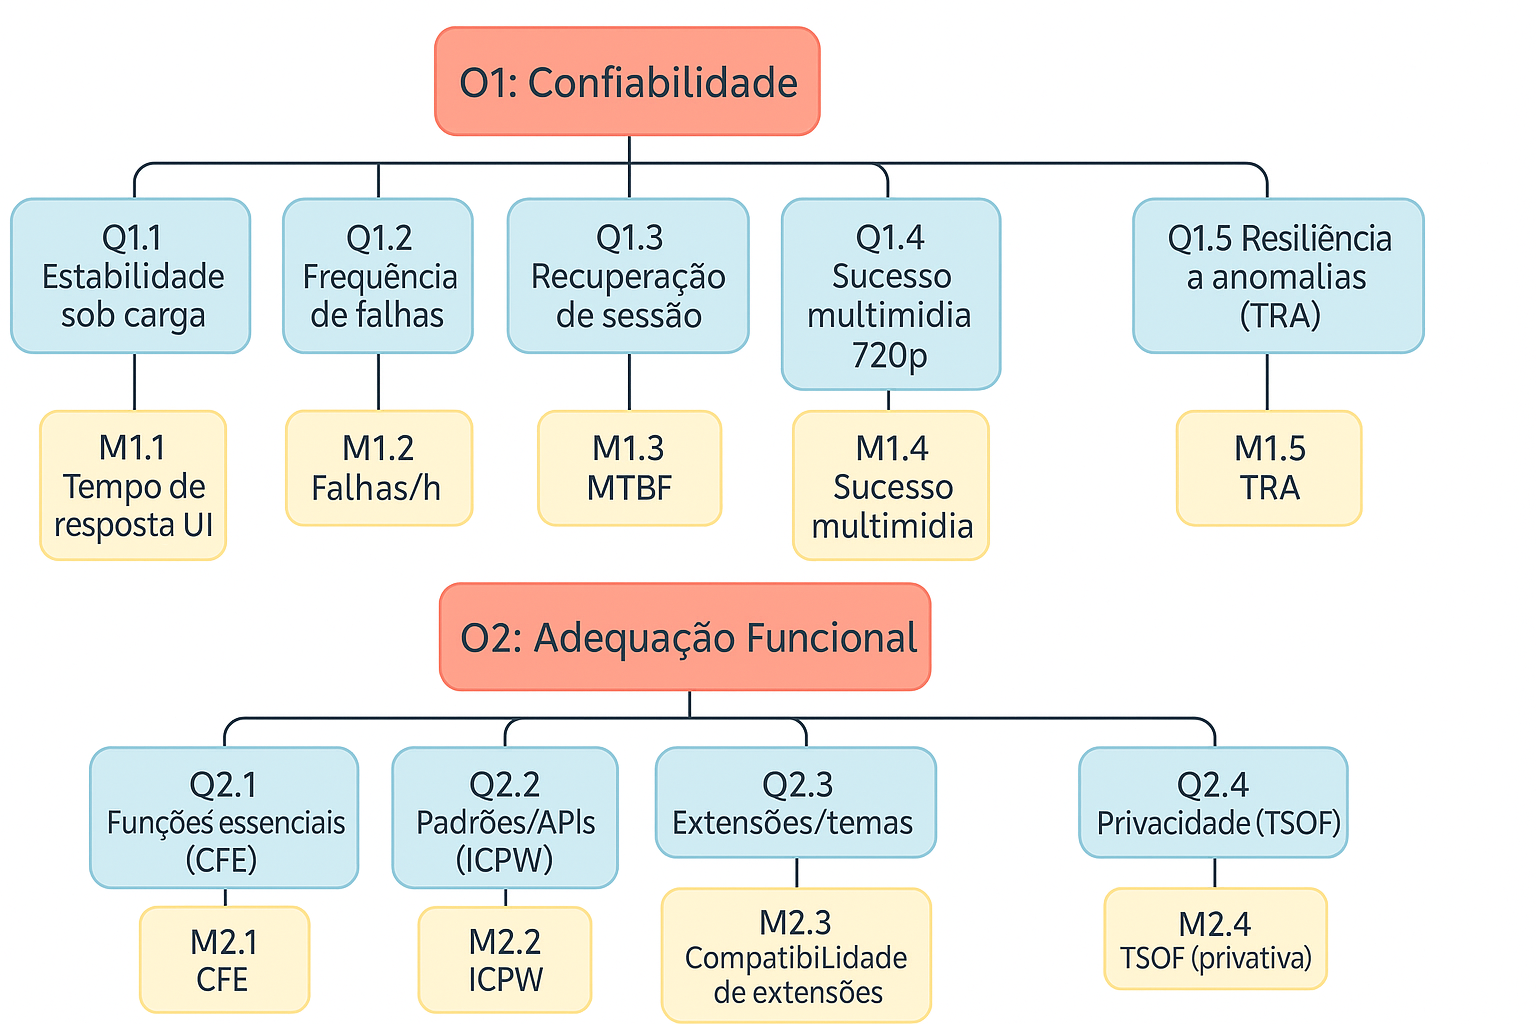 O1: Confiabilidade
Q1.1
Estabilidade
sob carga
Q1.2
Frequência
de falhas
Q1.3
Recuperação
de sessão
Q1.4
Sucesso
multimidia
720p
Q1.5 Resiliência
a anomalias
(TRA)
M1.1
Tempo de
resposta UI
M1.2
Falhas/h
M1.3
MTBF
M1.4
Sucesso
multimidia
M1.5
TRA
O2: Adequação Funcional
Q2.1
Funções essenciais
(CFE)
Q2.2
Padrões/APIs
(ICPW)
Q2.3
Extensões/temas
Q2.4
Privacidade (TSOF)
M2.1
CFE
M2.2
ICPW
M2.3
CompatibiLidade
de extensões
M2.4
TSOF (privativa)